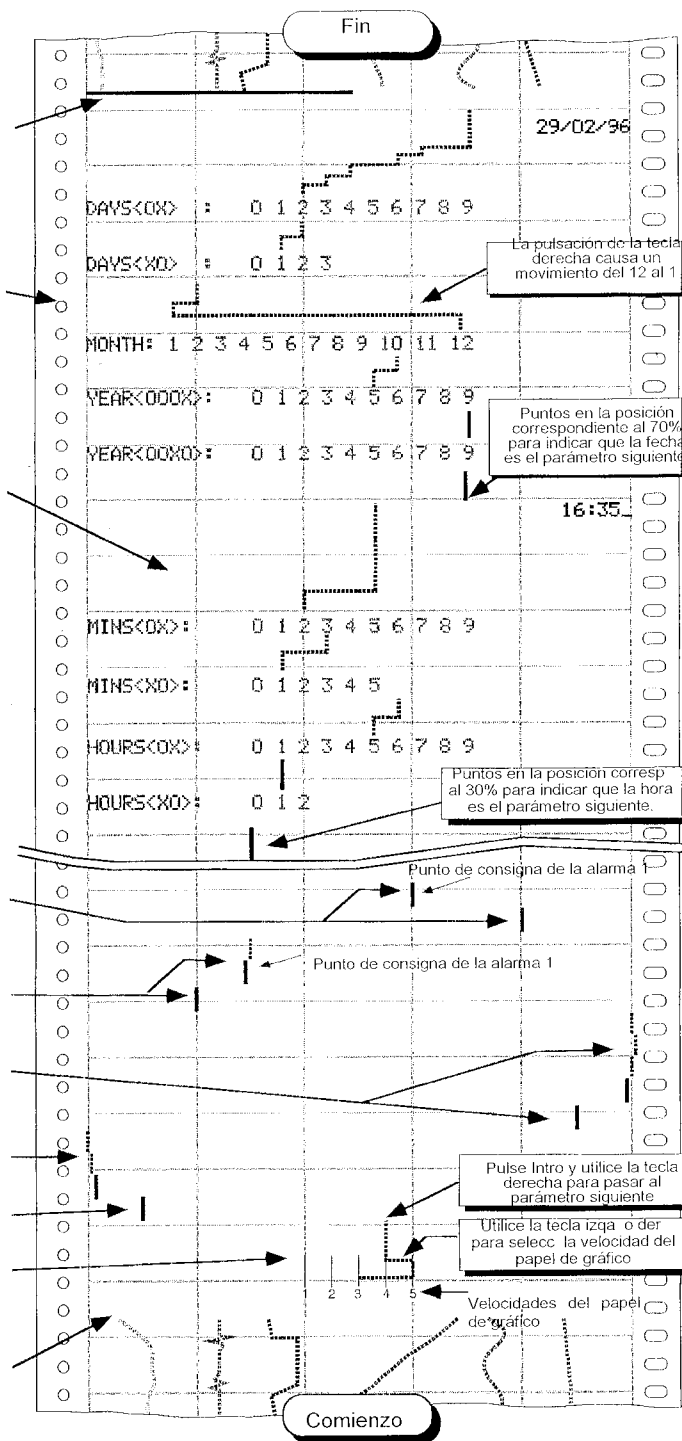 Fin
29/02/96
DAYS<0X> : 0 1 2 3 4 5 6 7 8 9
DAYS<X0> : 0 1 2 3
La pulsación de la tecla
derecha causa un
movimiento del 12 al 1
MONTH: 1 2 3 4 5 6 7 8 9 10 11 12
YEAR<000X>: 0 1 2 3 4 5 6 7 8 9
Puntos en la posición
correspondiente al 70%
para indicar que la fecha
es el parámetro siguiente
YEAR<00X0>: 0 1 2 3 4 5 6 7 8 9
16:35_
MINS<0X>: 0 1 2 3 4 5 6 7 8 9
MINS<X0>: 0 1 2 3 4 5
HOURS<0X>: 0 1 2 3 4 5 6 7 8 9
Puntos en la posición corresp
al 30% para indicar que la hora
es el parámetro siguiente.
HOURS<X0>: 0 1 2
Punto de consigna de la alarma 1
Punto de consigna de la alarma 1
Pulse Intro y utilice la tecla
derecha para pasar al
parámetro siguiente
Utilice la tecla izqa o der
para selecc la velocidad del
papel de gráfico
1 2 3 4 5
Velocidades del papel
de gráfico
Comienzo